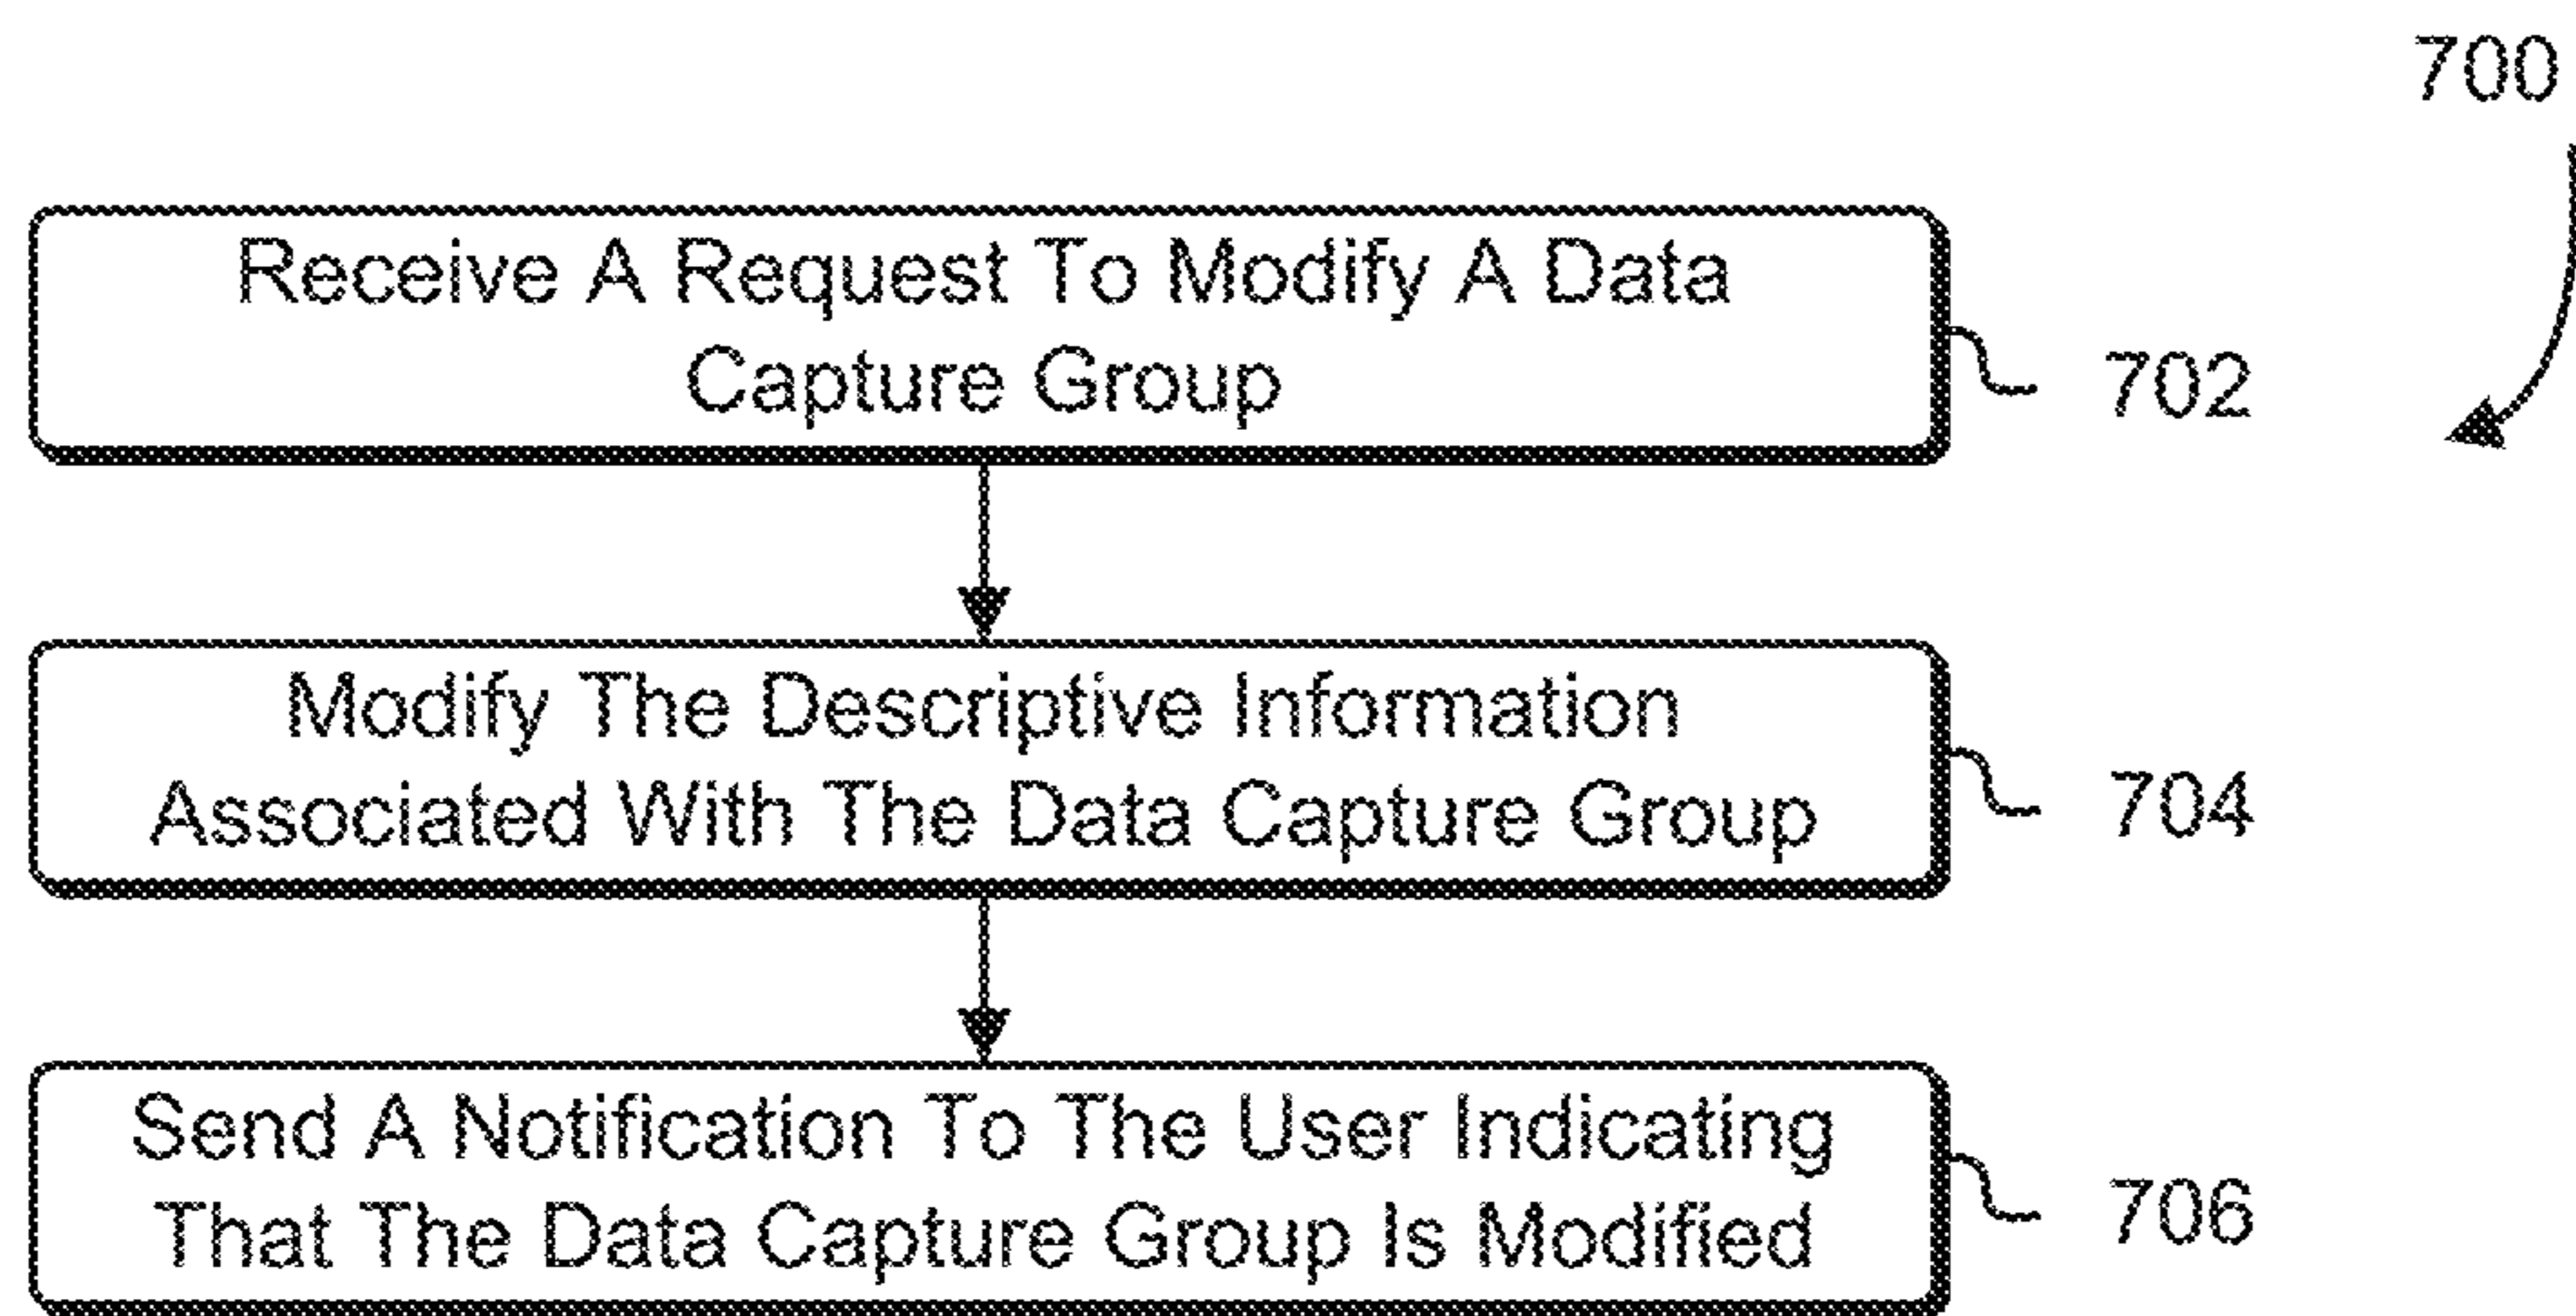 700
Receive A Request To Modify A Data
Capture Group
702
Modify The Descriptive Information
Associated With The Data Capture Group
704
Send A Notification To The User Indicating
That The Data Capture Group Is Modified
706